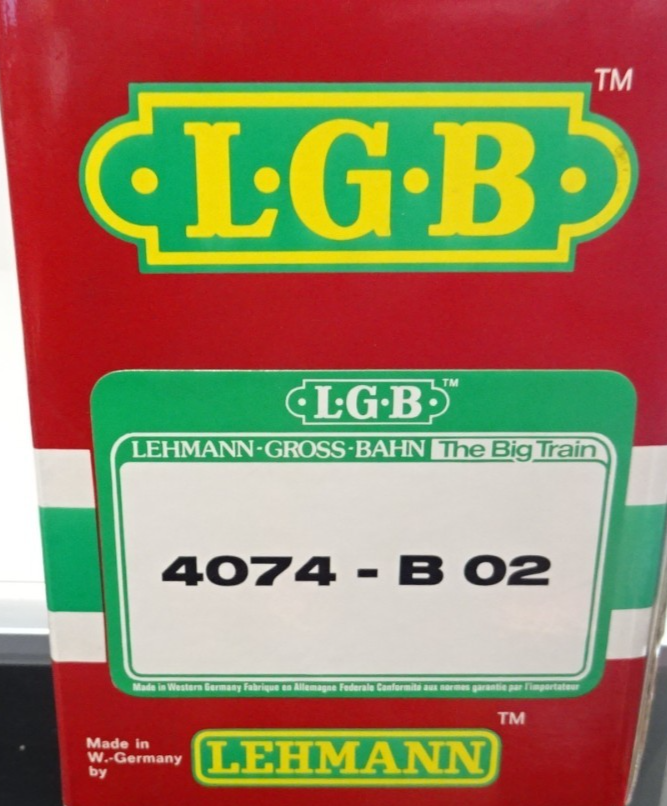 L·G·B TM
L·G·B TM
LEHMANN-GROSS-BAHN The Big Train
4074 - B 02
Made in Western Germany Fabrique en Allemagne Federale Conformité aux normes garantie par l'importateur
TM
Made in
W.-Germany
by
LEHMANN